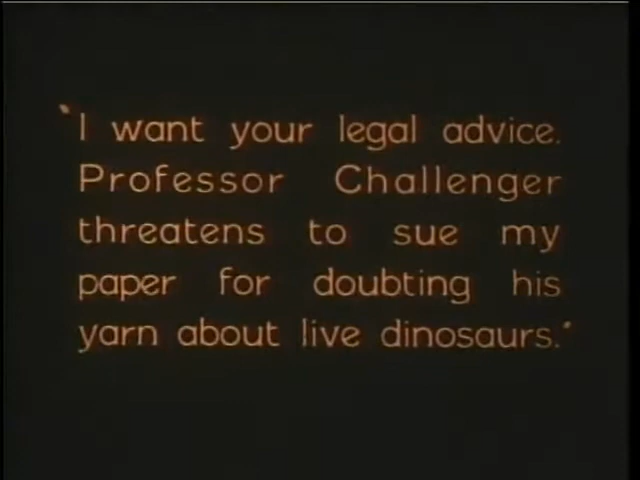 "I want your legal advice.
Professor Challenger
threatens to sue my
paper for doubting his
yarn about live dinosaurs."